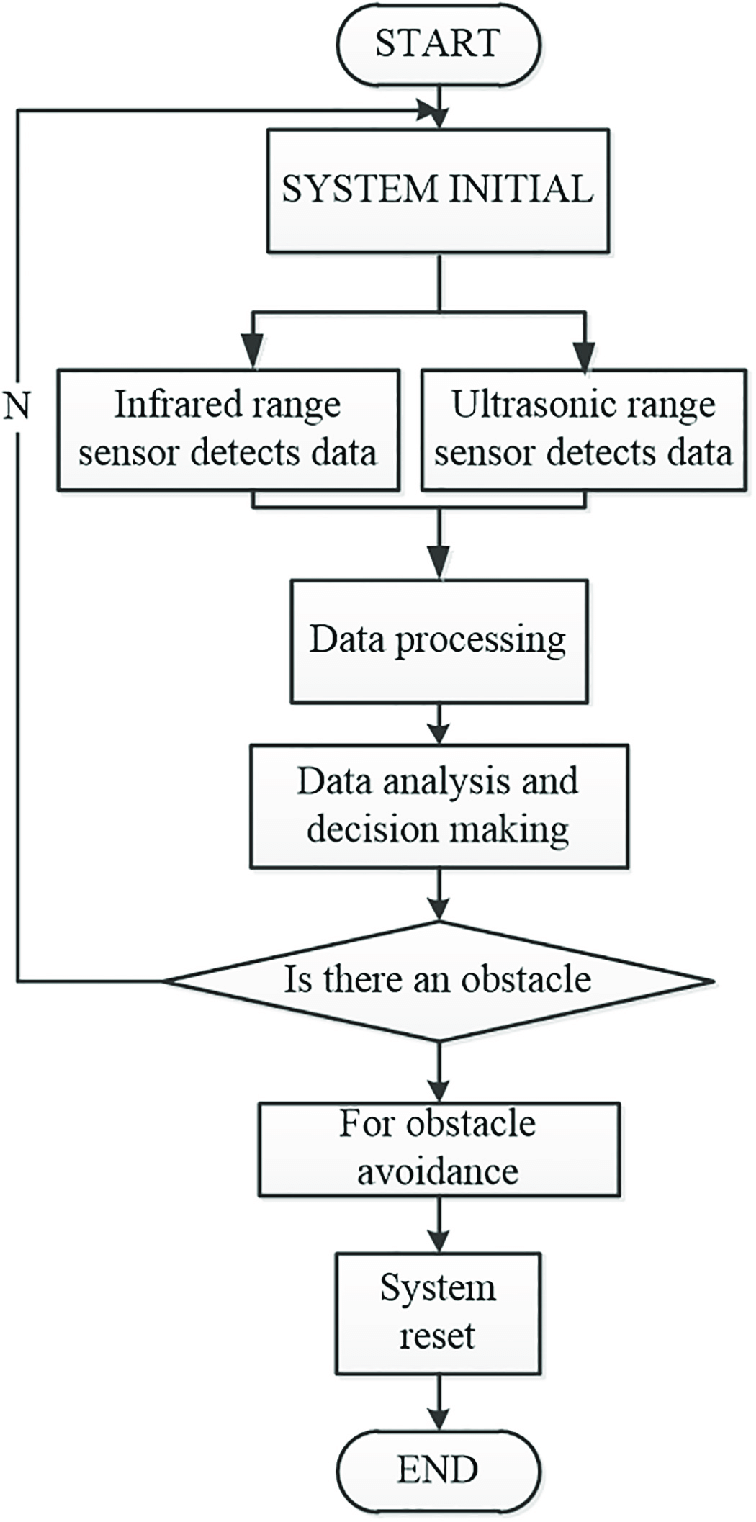 START
SYSTEM INITIAL
N
Infrared range
sensor detects data
Ultrasonic range
sensor detects data
Data processing
Data analysis and
decision making
Is there an obstacle
For obstacle
avoidance
System
reset
END